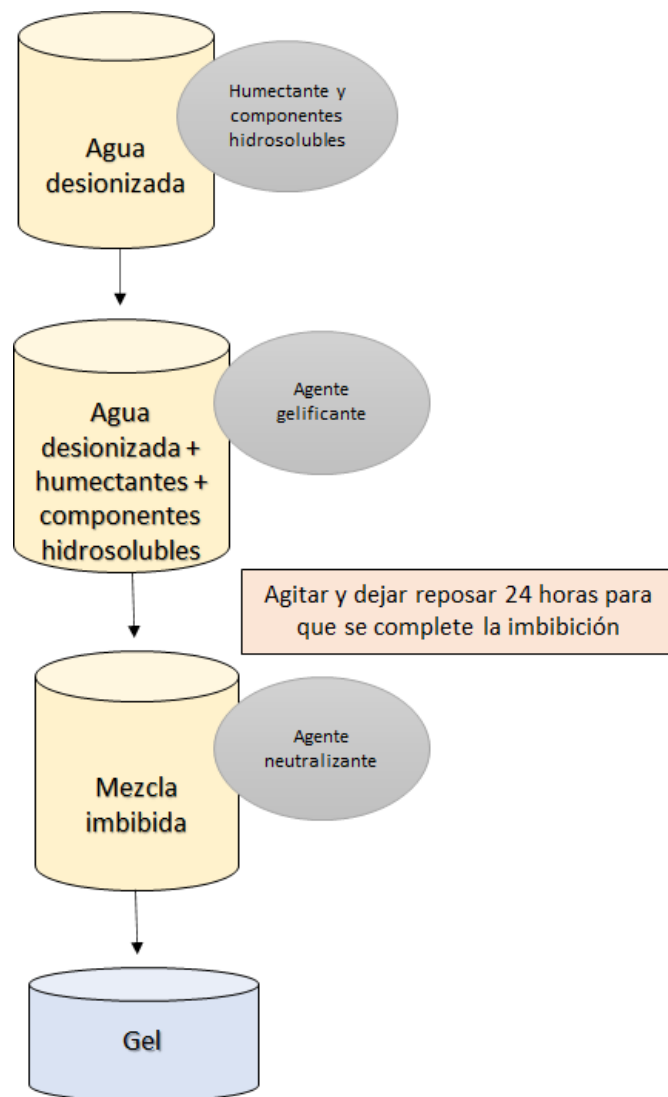 Humectante y
componentes
hidrosolubles
Agua
desionizada
Agente
gelificante
Agua
desionizada +
humectantes +
componentes
hidrosolubles
Agitar y dejar reposar 24 horas para
que se complete la imbibición
Agente
neutralizante
Mezcla
imbibida
Gel